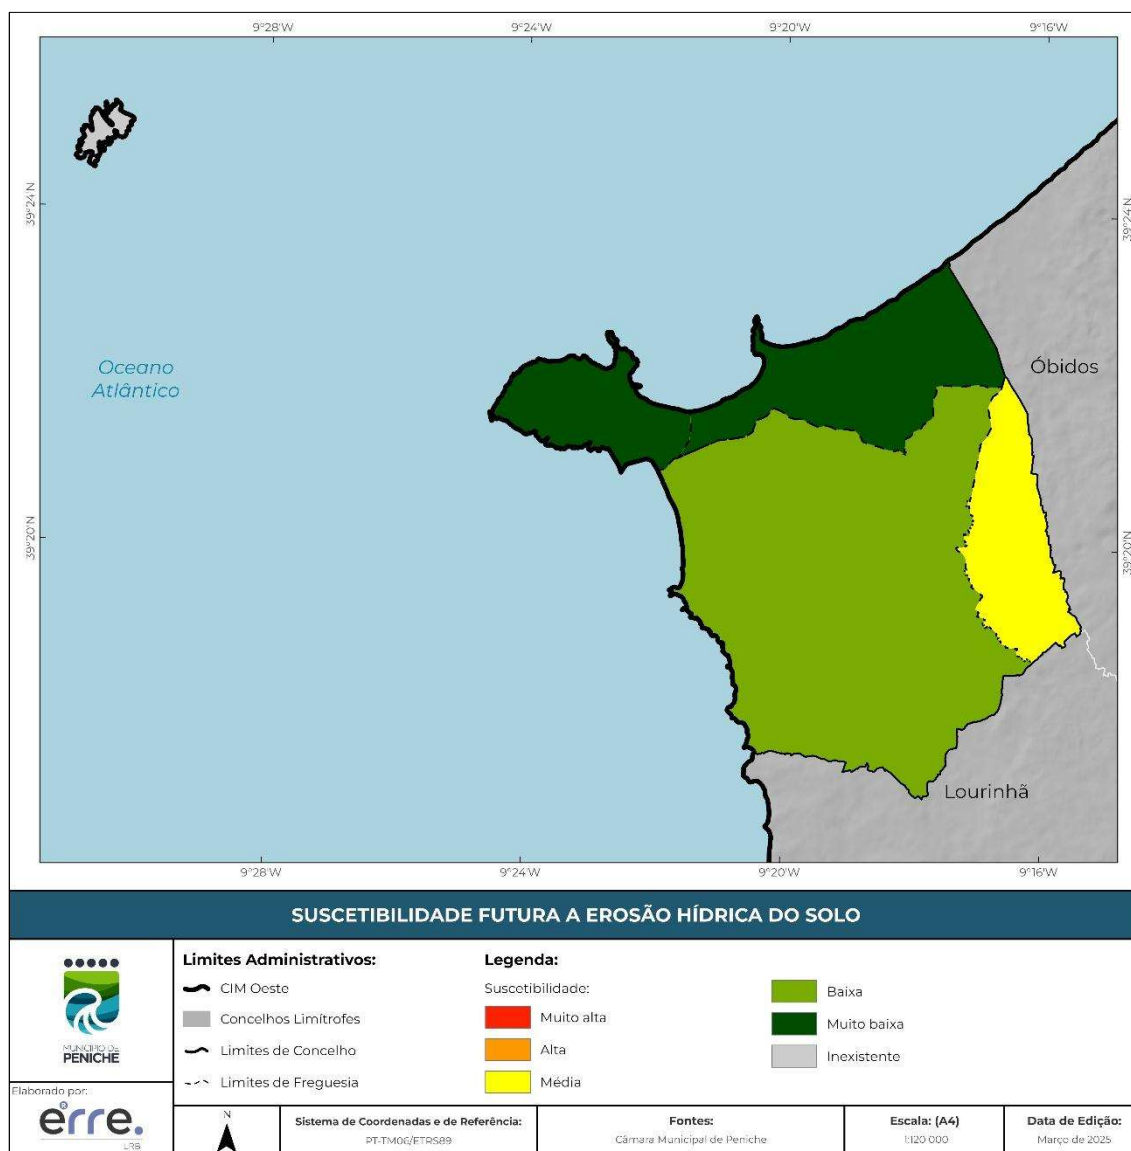 9°28'W
9°24'W
9°20'W
9°16'W
39°24'N
39°24'N
Oceano
Atlântico
Óbidos
39°20'N
39°20'N
Lourinhã
9°28'W
9°24'W
9°20'W
9°16'W
SUSCETIBILIDADE FUTURA A EROSÃO HÍDRICA DO SOLO
MUNICÍPIO DE
PENICHE
Elaborado por:
érre.
R
LRB
Limites Administrativos:
CIM Oeste
Concelhos Limítrofes
Limites de Concelho
Limites de Freguesia
Legenda:
Suscetibilidade:
Muito alta
Alta
Média
Baixa
Muito baixa
Inexistente
N
Sistema de Coordenadas e de Referência:
PT-TM06/ETRS89
Fontes:
Câmara Municipal de Peniche
Escala: (A4)
1:120 000
Data de Edição:
Março de 2025